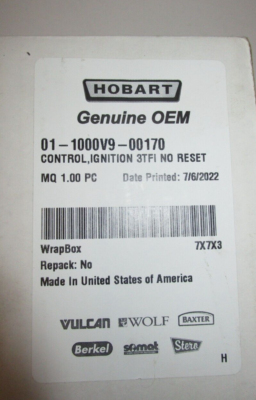 HOBART
Genuine OEM
01-1000V9-00170
CONTROL,IGNITION 3TFI NO RESET
MQ 1.00 PC Date Printed: 7/6/2022
WrapBox 7X7X3
Repack: No
Made In United States of America
VULCAN WOLF BAXTER
Berkel somat Stero
H